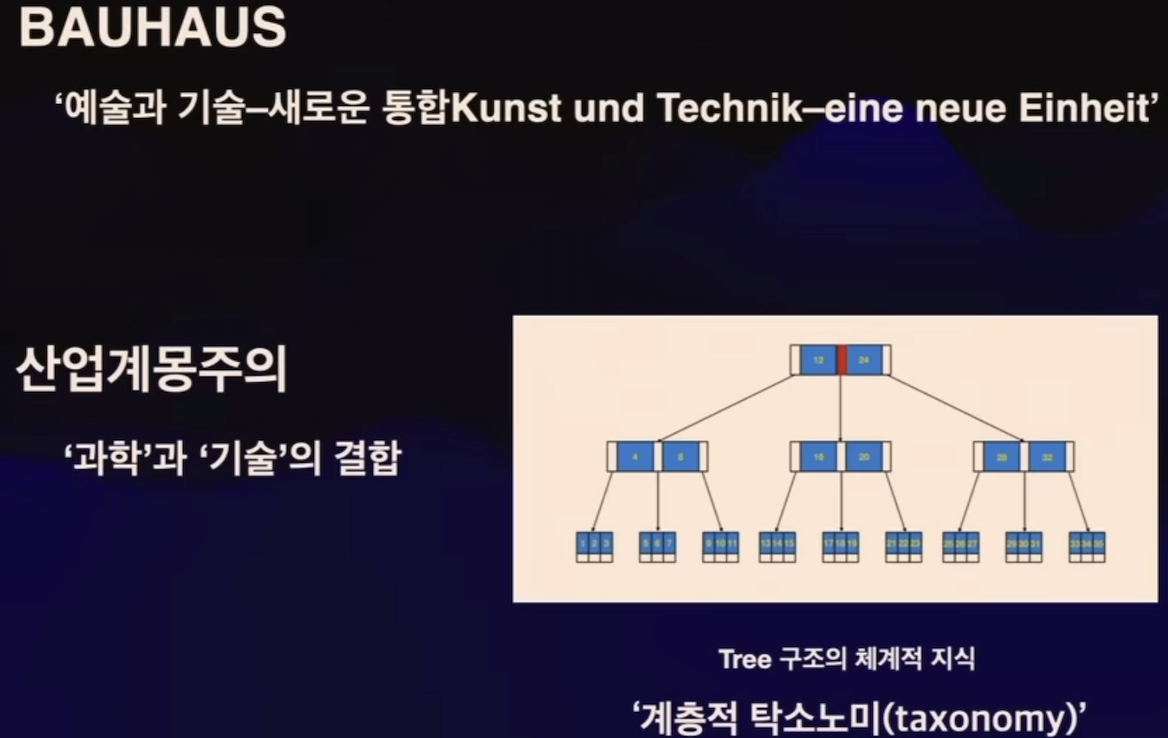 BAUHAUS
‘예술과 기술–새로운 통합Kunst und Technik–eine neue Einheit’
산업계몽주의
‘과학’과 ‘기술’의 결합
12 24
4 8 16 20 28 32
1 2 3 5 6 7 9 10 11 13 14 15 17 18 19 21 22 23 25 26 27 29 30 31 33 34 35
Tree 구조의 체계적 지식
‘계층적 탁소노미(taxonomy)’